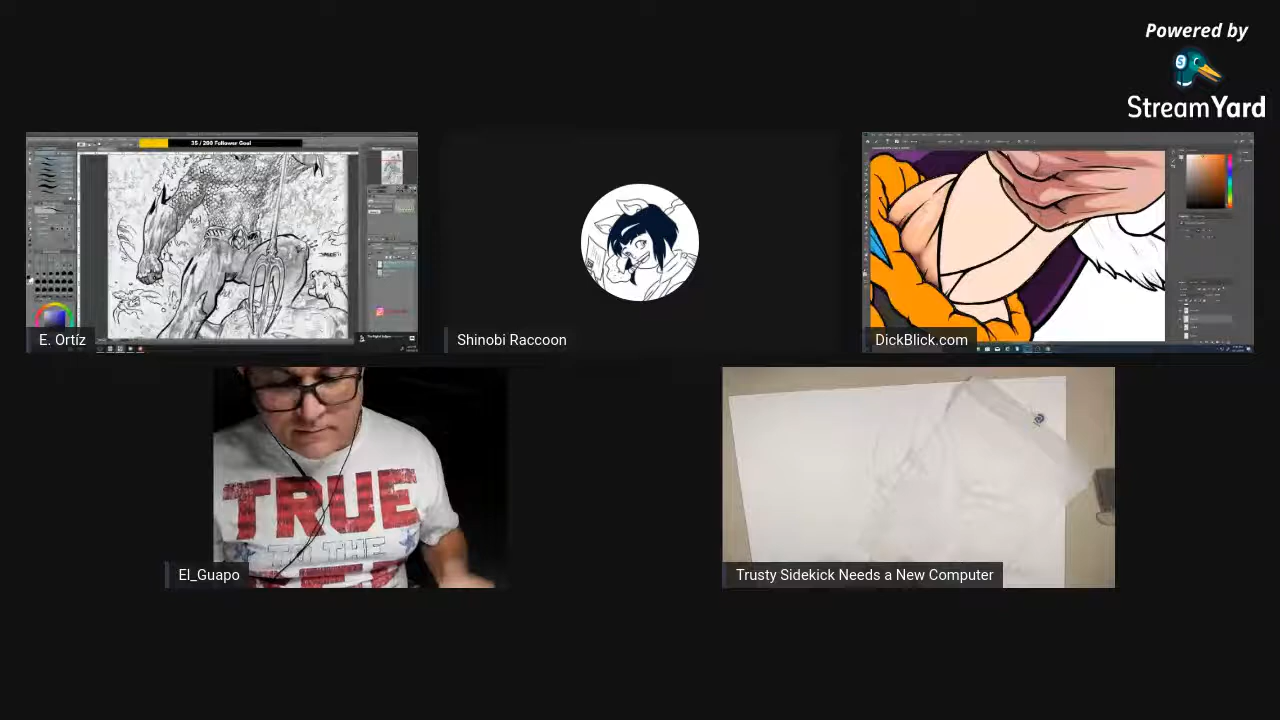 Powered by
StreamYard
35 / 200 Follower Goal
E. Ortíz
Shinobi Raccoon
DickBlick.com
TRUE
TO THE
El_Guapo
Trusty Sidekick Needs a New Computer